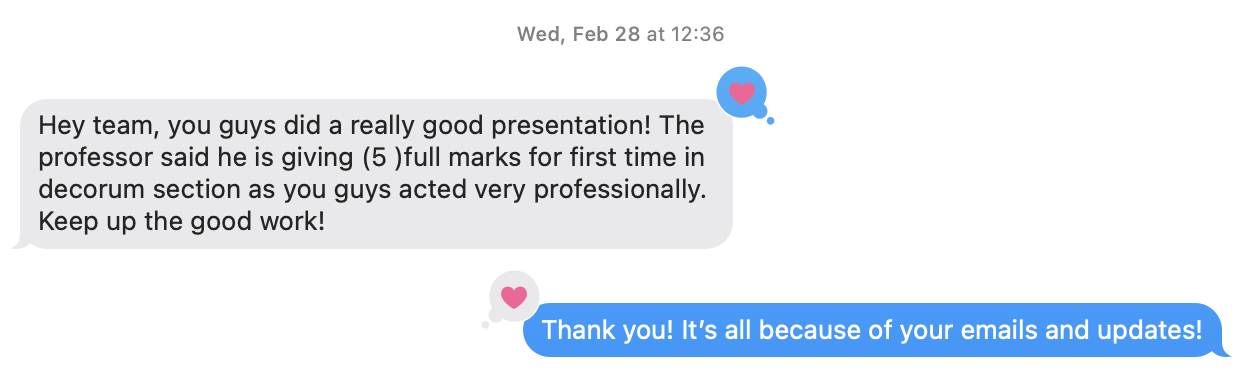 Wed, Feb 28 at 12:36
Hey team, you guys did a really good presentation! The
professor said he is giving (5 )full marks for first time in
decorum section as you guys acted very professionally.
Keep up the good work!
Thank you! It’s all because of your emails and updates!